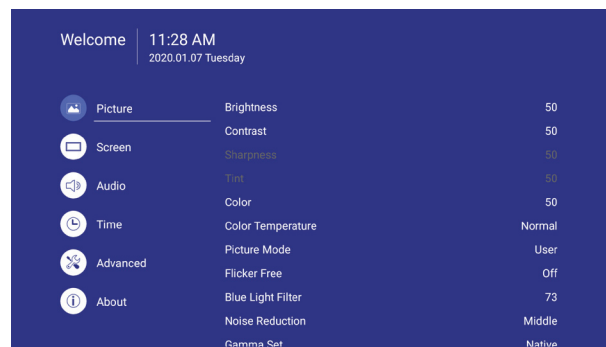 Welcome
11:28 AM
2020.01.07 Tuesday
Picture
Screen
Audio
Time
Advanced
About
Brightness 50
Contrast 50
Sharpness 50
Tint 50
Color 50
Color Temperature Normal
Picture Mode User
Flicker Free Off
Blue Light Filter 73
Noise Reduction Middle
Gamma Set Native